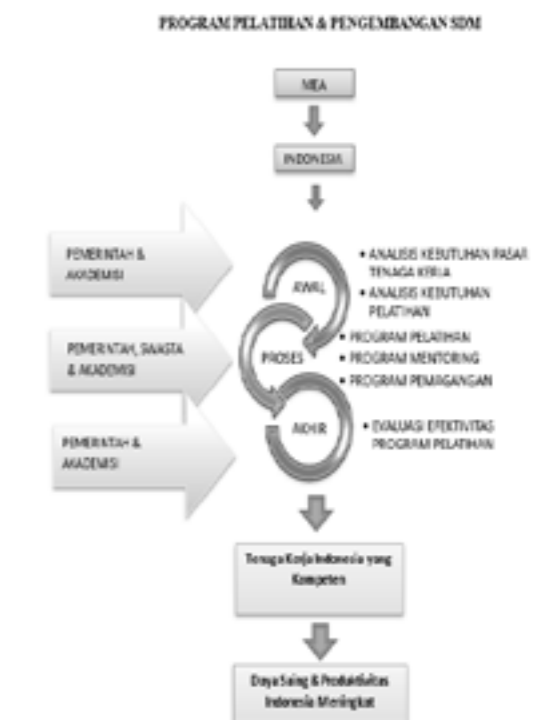 PROGRAM PELATIHAN & PENGEMBANGAN SDM
MEA
INDONESIA
PEMERINTAH &
AKADEMISI
AWAL
• ANALISIS KEBUTUHAN PASAR
TENAGA KERJA
• ANALISIS KEBUTUHAN
PELATIHAN
PEMERINTAH, SWASTA
& AKADEMISI
PROSES
• PROGRAM PELATIHAN
• PROGRAM MENTORING
• PROGRAM PEMAGANGAN
PEMERINTAH &
AKADEMISI
AKHIR
• EVALUASI EFEKTIVITAS
PROGRAM PELATIHAN
Tenaga Kerja Indonesia yang
Kompeten
Daya Saing & Produktivitas
Indonesia Meningkat